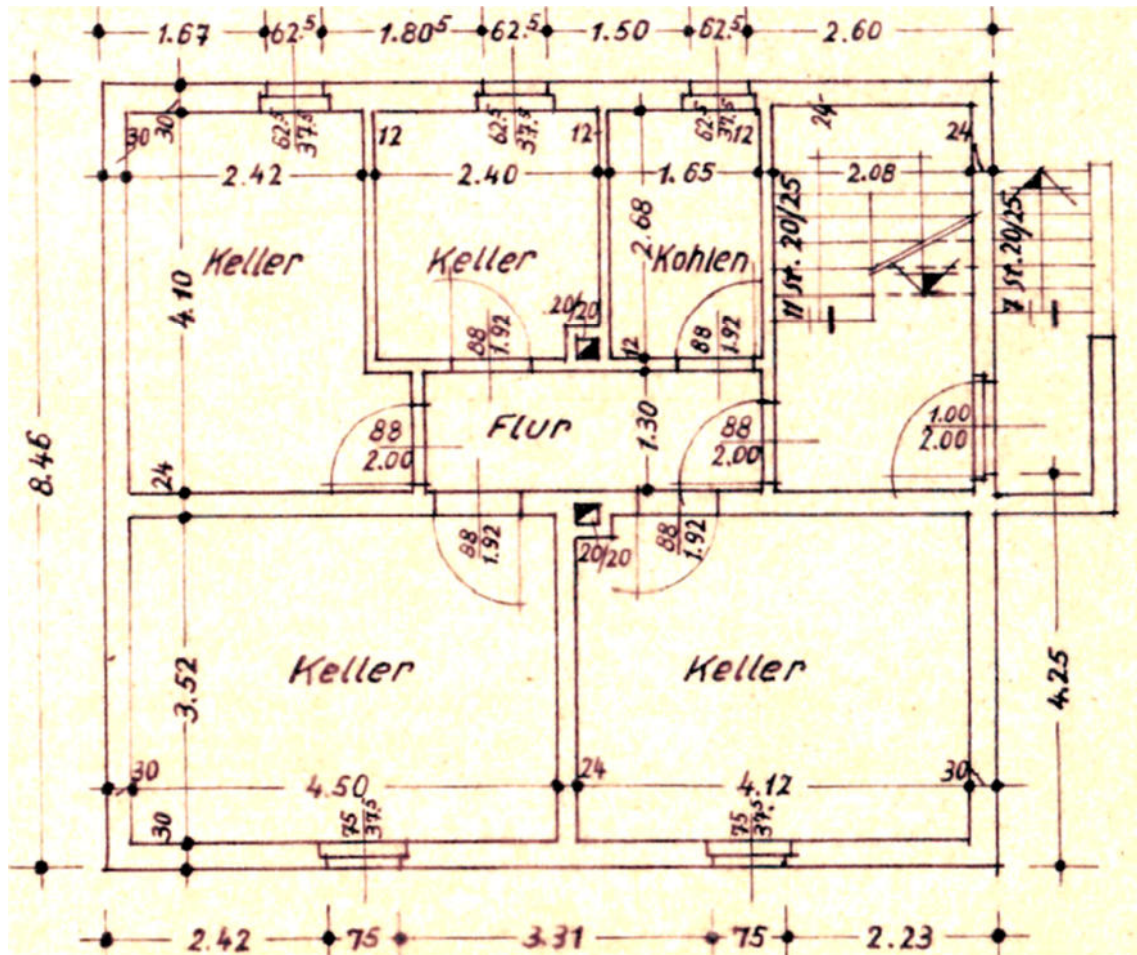 1.67 62.5 1.80⁵ 62.5 1.50 62.5 2.60
30 30 62.5/37.5 12 62.5/37.5 12 62.5/37.5 12 24 24
2.42 2.40 1.65 2.08
11 St. 20/25
7 St. 20/25
2.68
Keller Keller Kohlen
4.10
20/20
88/1.92 12 88/1.92
8.46
Flur 1.30
88/2.00 88/2.00 1.00/2.00
24
88/1.92 20/20 88/1.92
Keller Keller
3.52
4.25
30 4.50 24 4.12 30
30 75/37.5 75/37.5
2.42 75 3.31 75 2.23